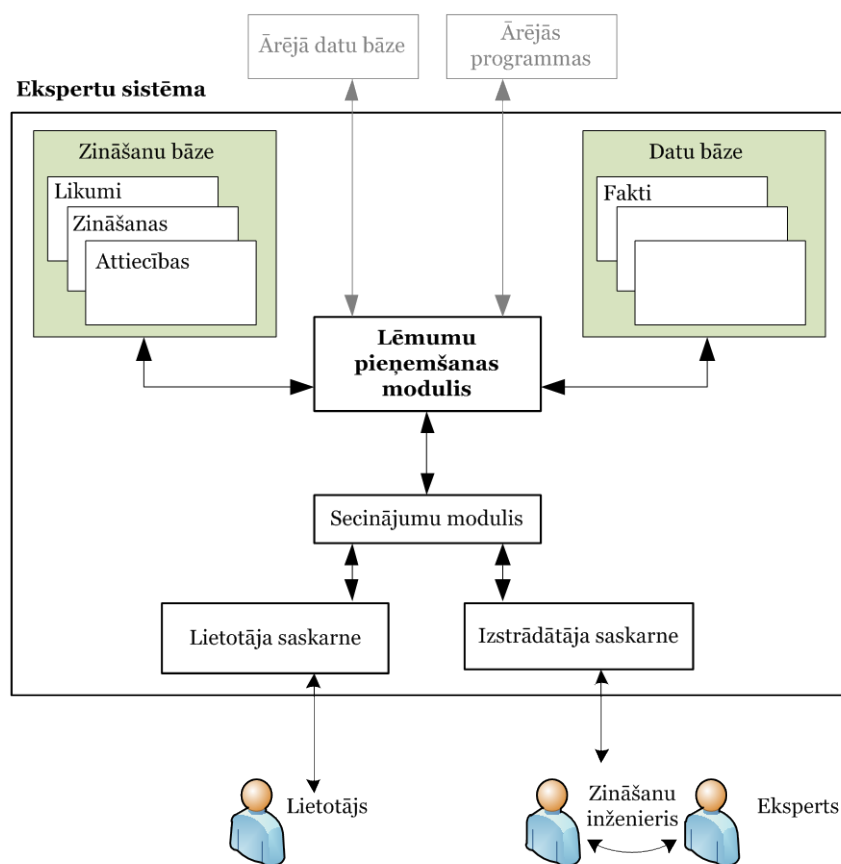 Ārējā datu bāze
Ārējās
programmas
Ekspertu sistēma
Zināšanu bāze
Likumi
Zināšanas
Attiecības
Datu bāze
Fakti
Lēmumu
pieņemšanas
modulis
Secinājumu modulis
Lietotāja saskarne
Izstrādātāja saskarne
Lietotājs
Zināšanu
inženieris
Eksperts